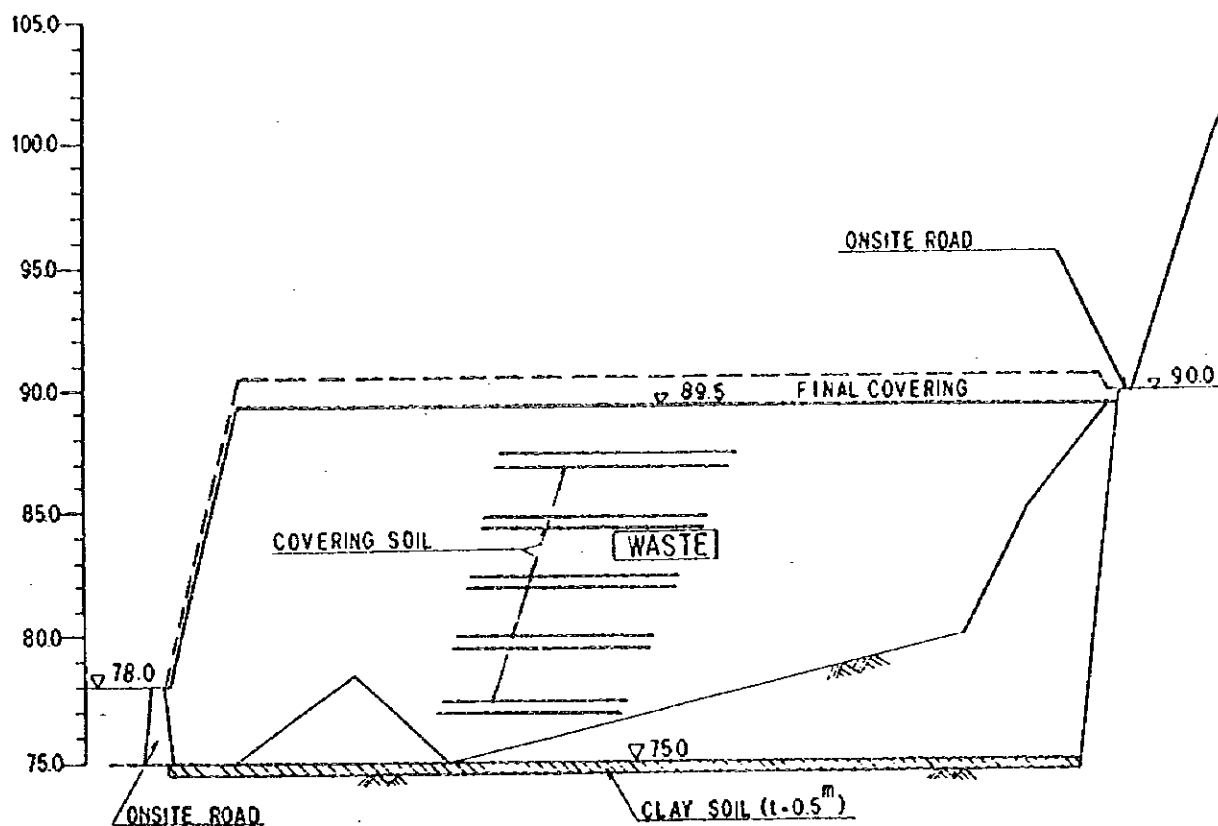 105.0
100.0
95.0
90.0
85.0
80.0
75.0
ONSITE ROAD
90.0
89.5 FINAL COVERING
COVERING SOIL
WASTE
78.0
75.0
ONSITE ROAD
CLAY SOIL (t=0.5m)